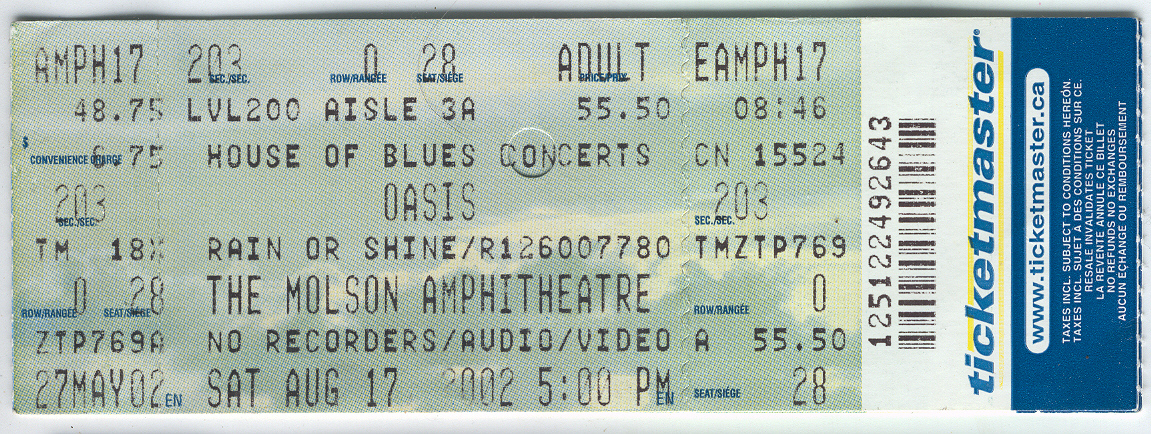 AMPH17 203 O 28 ADULT EAMPH17
SEC./SEC. ROW/RANGÉE SEAT/SIÈGE PRICE/PRIX
48.75 LVL200 AISLE 3A 55.50 08:46
$
CONVENIENCE CHARGE 6.75 HOUSE OF BLUES CONCERTS CN 15524
203 OASIS 203
SEC./SEC. SEC./SEC.
TM 18X RAIN OR SHINE/R126007780 TMZTP769
O 28 THE MOLSON AMPHITHEATRE O
ROW/RANGÉE SEAT/SIÈGE ROW/RANGÉE
ZTP769A NO RECORDERS/AUDIO/VIDEO A 55.50
27MAY02 EN SAT AUG 17 2002 5:00 PM EN SEAT/SIÈGE 28
1251224922643
ticketmaster®
www.ticketmaster.ca
TAXES INCL. SUBJECT TO CONDITIONS HEREON.
TAXES INCL. SUJET A DES CONDITIONS SUR CE.
RESALE INVALIDATES TICKET
LA REVENTE ANNULE CE BILLET
NO REFUNDS NO EXCHANGES
AUCUN ÉCHANGE OU REMBOURSEMENT